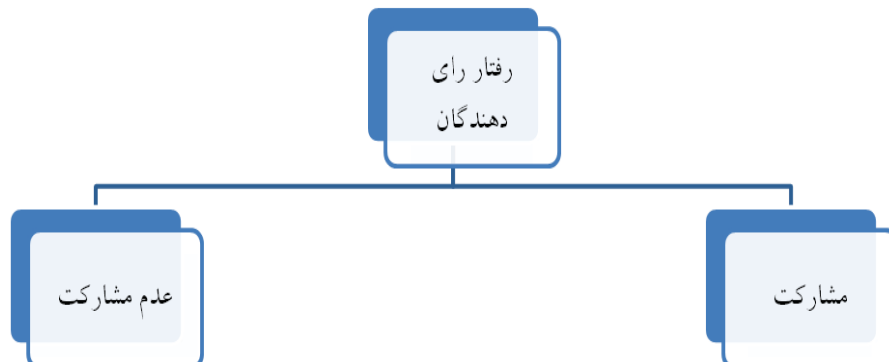 رفتار رای
دهندگان
مشارکت
عدم مشارکت